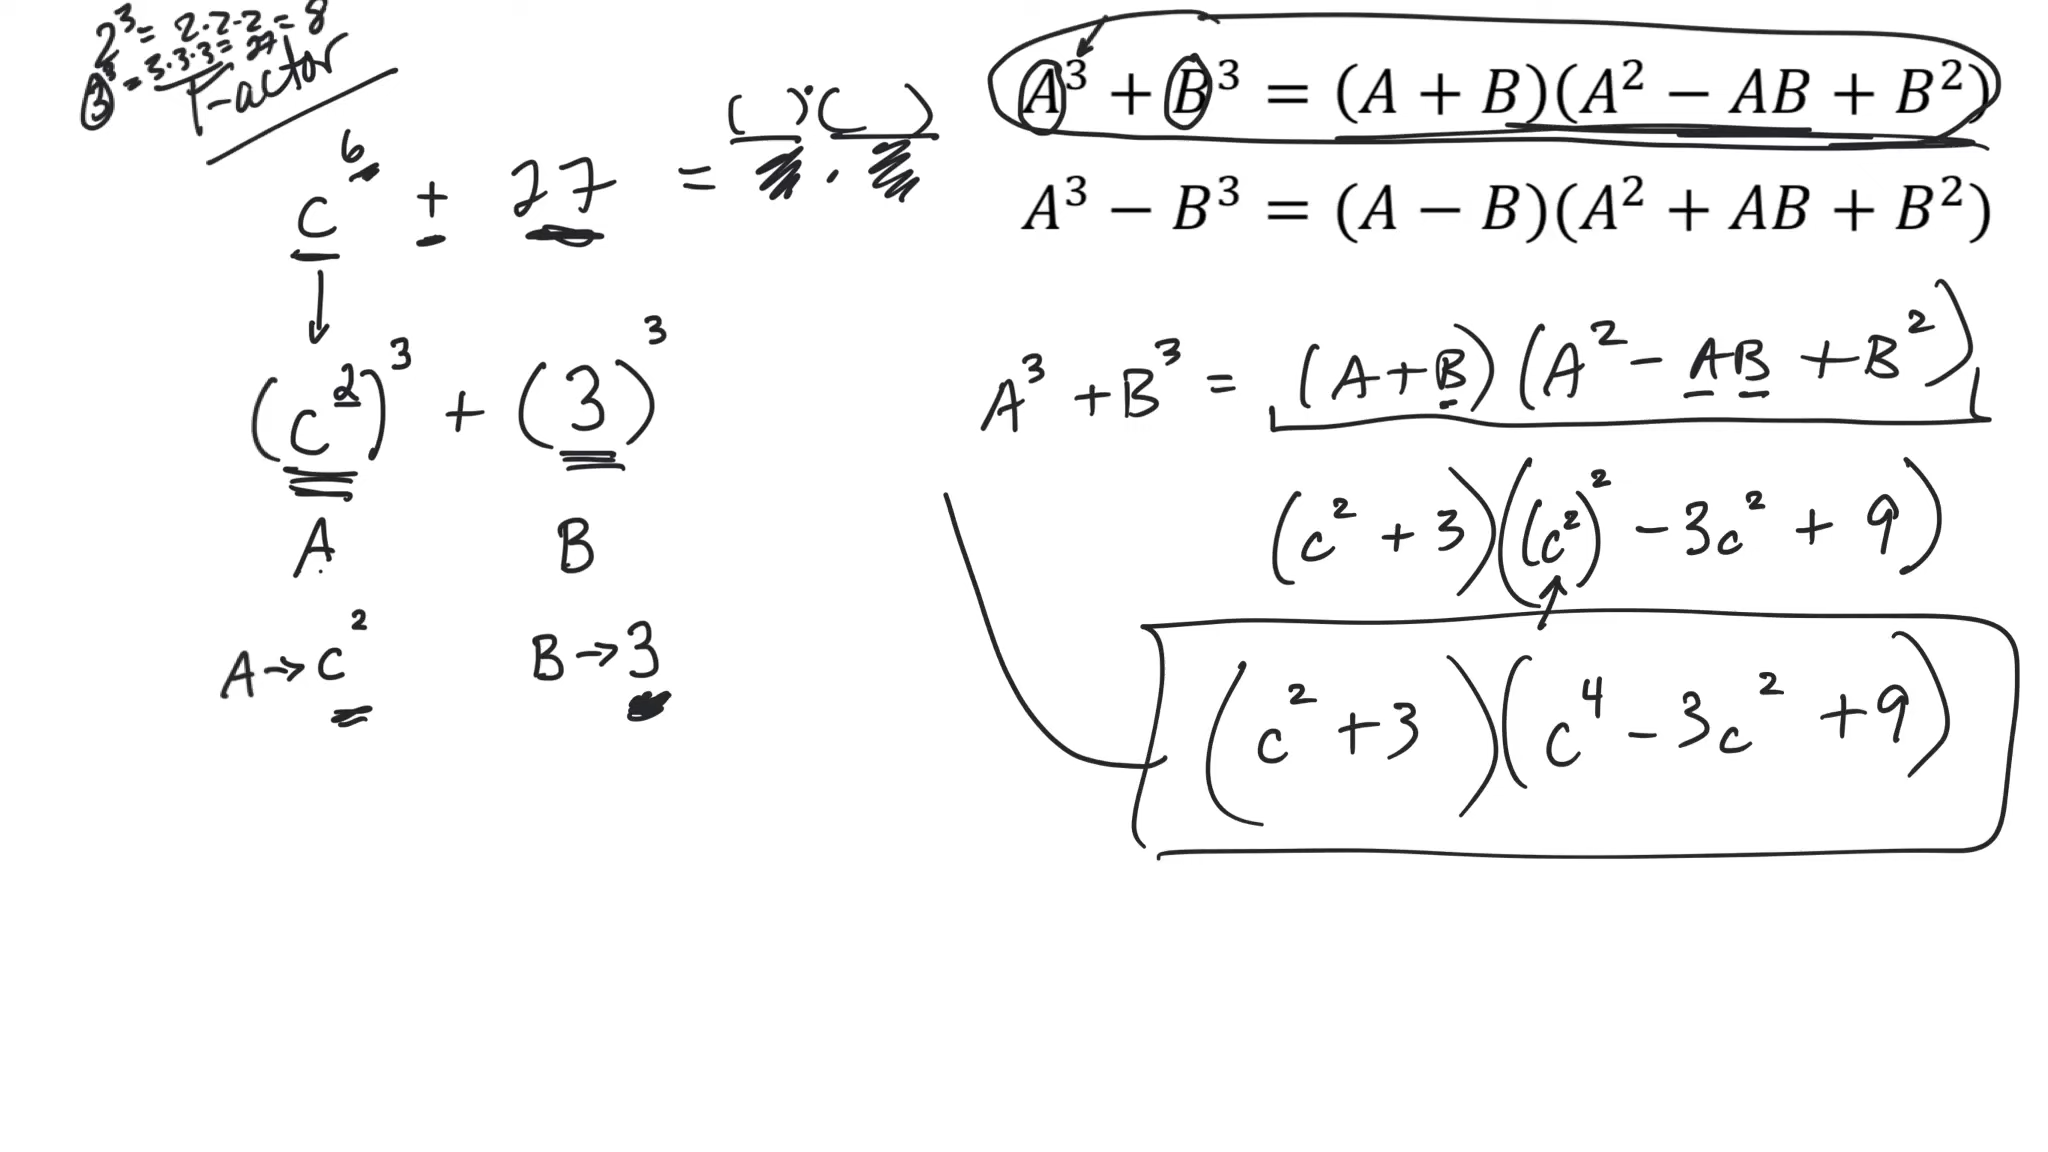 2³ = 2·2·2 = 8
3³ = 3·3·3 = 27
Factor
c⁶ + 27 = ( )·( )
(c²)³ + (3)³
A B
A → c² B → 3
A³ + B³ = (A + B)(A² − AB + B²)
A³ − B³ = (A − B)(A² + AB + B²)
A³ + B³ = (A + B)(A² − AB + B²)
(c² + 3)((c²)² − 3c² + 9)
(c² + 3)(c⁴ − 3c² + 9)